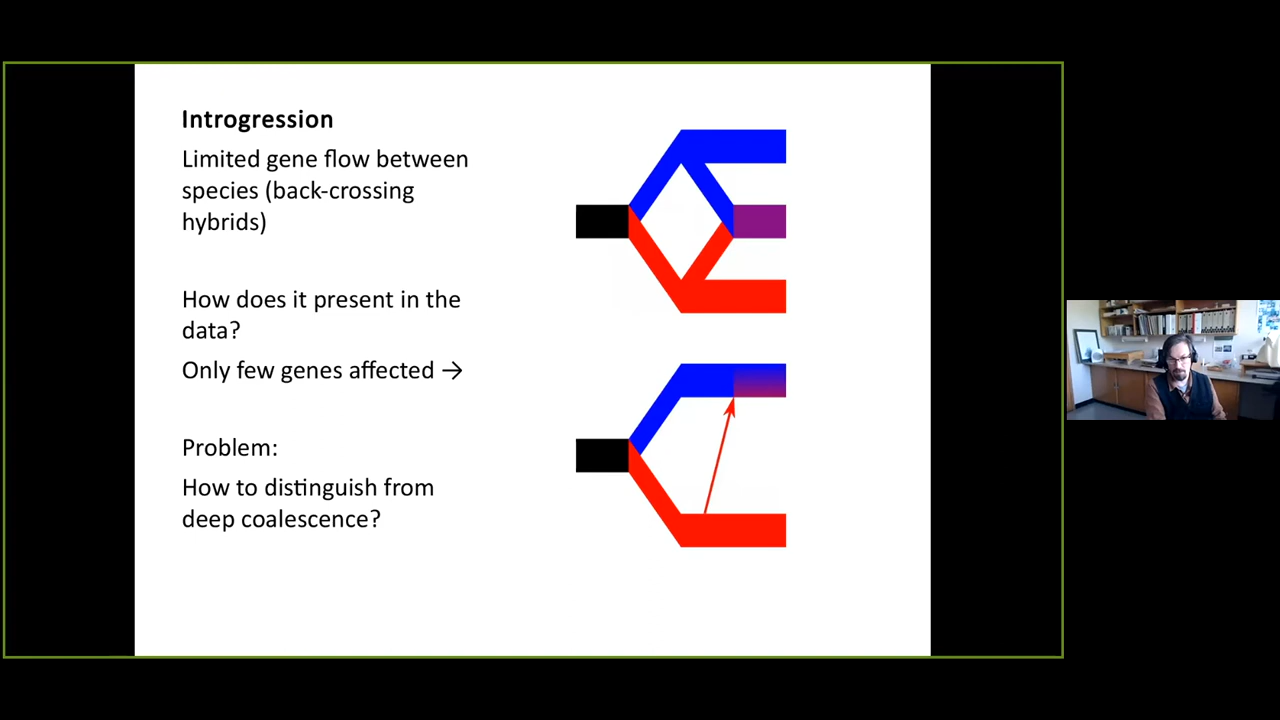 Introgression
Limited gene flow between
species (back-crossing
hybrids)
How does it present in the
data?
Only few genes affected →
Problem:
How to distinguish from
deep coalescence?